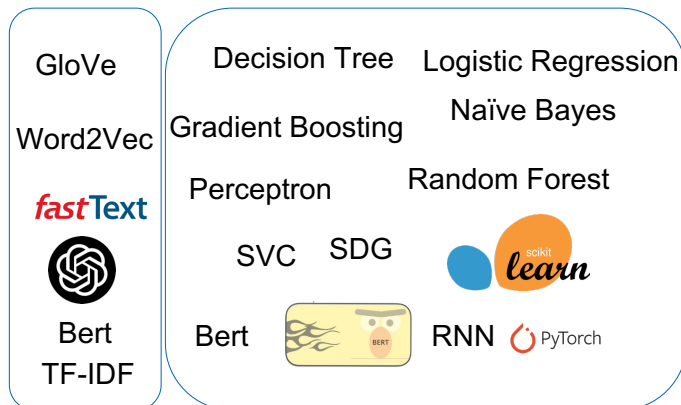 GloVe
Word2Vec
fastText
Bert
TF-IDF
Decision Tree
Logistic Regression
Naïve Bayes
Gradient Boosting
Perceptron
Random Forest
SVC
SDG
scikit
learn
Bert
BERT
RNN
PyTorch